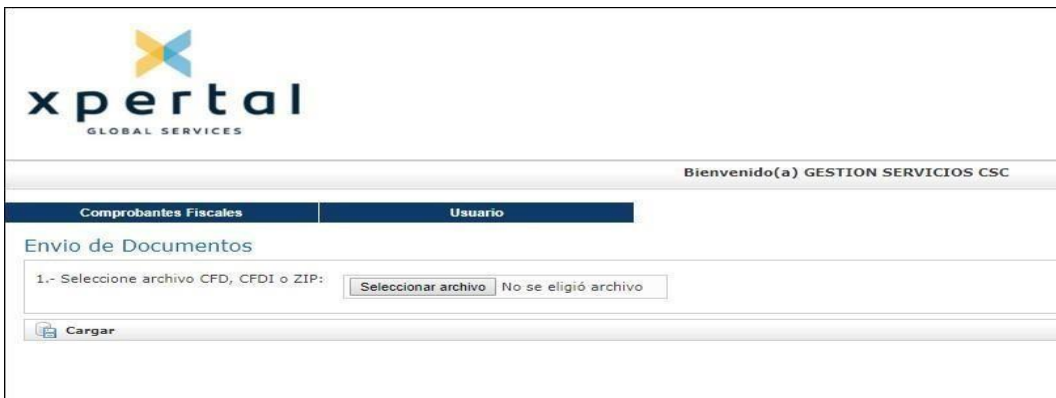 xpertal
GLOBAL SERVICES
Bienvenido(a) GESTION SERVICIOS CSC
Comprobantes Fiscales Usuario
Envio de Documentos
1.- Seleccione archivo CFD, CFDI o ZIP: Seleccionar archivo No se eligió archivo
Cargar